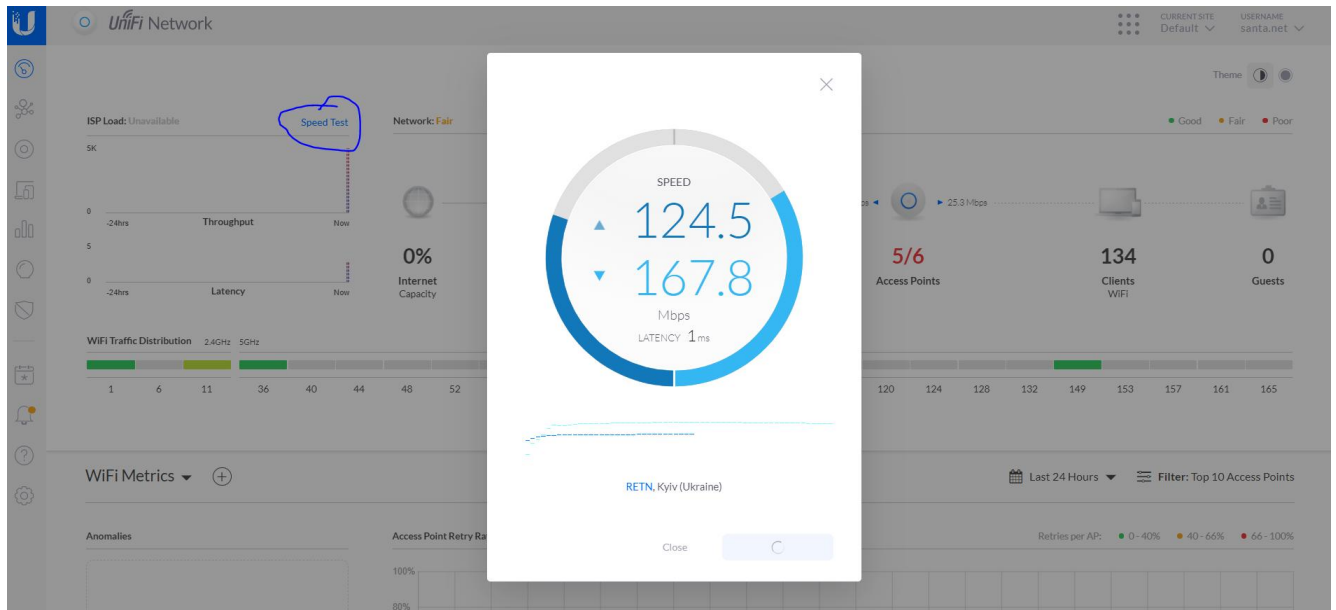 UniFi Network
CURRENT SITE
Default
USERNAME
santa.net
Theme
ISP Load: Unavailable
Speed Test
Network: Fair
Good
Fair
Poor
5K
0
-24hrs
Throughput
Now
5
0
-24hrs
Latency
Now
0%
Internet
Capacity
25.3 Mbps
5/6
Access Points
134
Clients
WiFi
0
Guests
WiFi Traffic Distribution 2.4GHz 5GHz
1 6 11 36 40 44 48 52 120 124 128 132 149 153 157 161 165
SPEED
124.5
167.8
Mbps
LATENCY 1 ms
RETN, Kyiv (Ukraine)
Close
WiFi Metrics
Last 24 Hours
Filter: Top 10 Access Points
Anomalies
Access Point Retry
Retries per AP: 0 - 40% 40 - 66% 66 - 100%
100%
80%